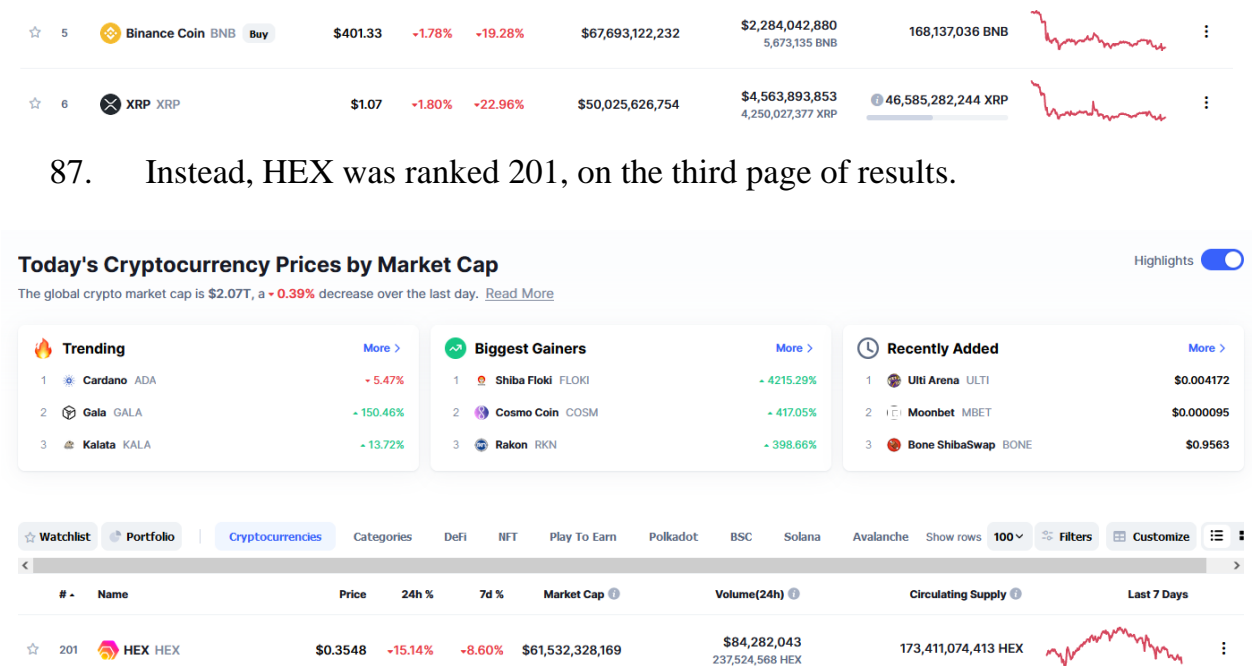 5 Binance Coin BNB Buy $401.33 -1.78% -19.28% $67,693,122,232 $2,284,042,880 168,137,036 BNB
5,673,135 BNB
6 XRP XRP $1.07 -1.80% -22.96% $50,025,626,754 $4,563,893,853 46,585,282,244 XRP
4,250,027,377 XRP
87. Instead, HEX was ranked 201, on the third page of results.
Today's Cryptocurrency Prices by Market Cap Highlights
The global crypto market cap is $2.07T, a 0.39% decrease over the last day. Read More
Trending More >
1 Cardano ADA 5.47%
2 Gala GALA 150.46%
3 Kalata KALA 13.72%
Biggest Gainers More >
1 Shiba Floki FLOKI 4215.29%
2 Cosmo Coin COSM 417.05%
3 Rakon RKN 398.66%
Recently Added More >
1 Ulti Arena ULTI $0.004172
2 Moonbet MBET $0.000095
3 Bone ShibaSwap BONE $0.9563
Watchlist Portfolio Cryptocurrencies Categories DeFi NFT Play To Earn Polkadot BSC Solana Avalanche Show rows 100 Filters Customize
# Name Price 24h % 7d % Market Cap Volume(24h) Circulating Supply Last 7 Days
201 HEX HEX $0.3548 15.14% 8.60% $61,532,328,169 $84,282,043 173,411,074,413 HEX
237,524,568 HEX